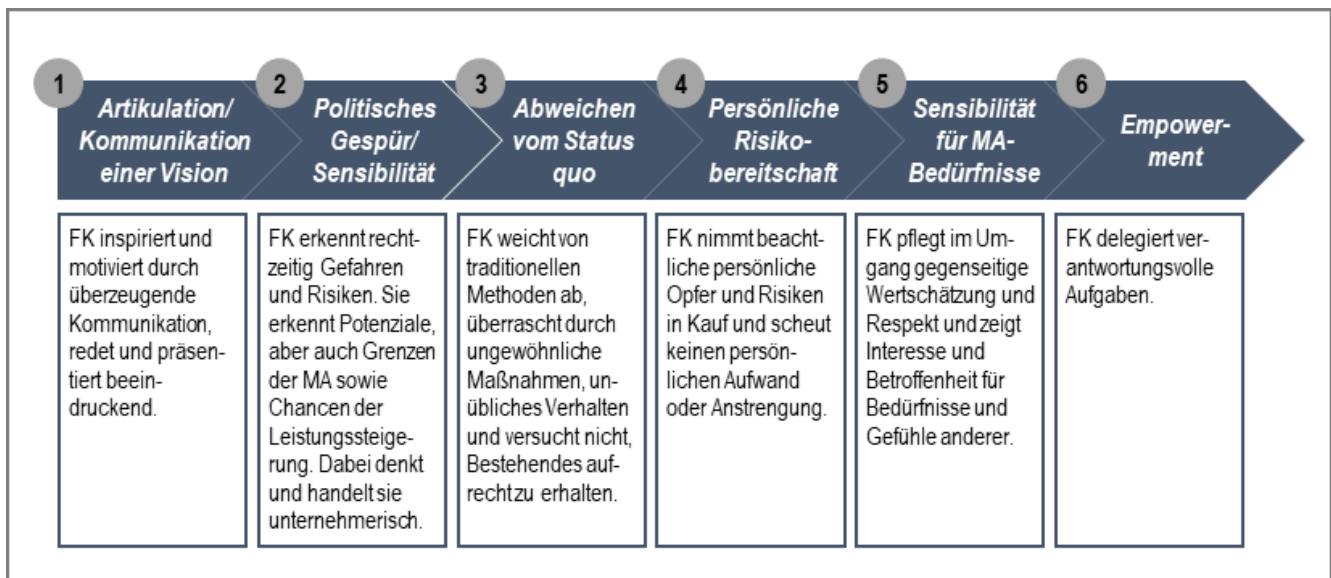 1
Artikulation/
Kommunikation
einer Vision
2
Politisches
Gespür/
Sensibilität
3
Abweichen
vom Status
quo
4
Persönliche
Risiko-
bereitschaft
5
Sensibilität
für MA-
Bedürfnisse
6
Empower-
ment
FK inspiriert und
motiviert durch
überzeugende
Kommunikation,
redet und präsen-
tiert beein-
druckend.
FK erkennt recht-
zeitig Gefahren
und Risiken. Sie
erkennt Potenziale,
aber auch Grenzen
der MA sowie
Chancen der
Leistungssteige-
rung. Dabei denkt
und handelt sie
unternehmerisch.
FK weicht von
traditionellen
Methoden ab,
überrascht durch
ungewöhnliche
Maßnahmen, un-
übliches Verhalten
und versucht nicht,
Bestehendes auf-
recht zu erhalten.
FK nimmt beacht-
liche persönliche
Opfer und Risiken
in Kauf und scheut
keinen persön-
lichen Aufwand
oder Anstrengung.
FK pflegt im Um-
gang gegenseitige
Wertschätzung und
Respekt und zeigt
Interesse und
Betroffenheit für
Bedürfnisse und
Gefühle anderer.
FK delegiert ver-
antwortungsvolle
Aufgaben.